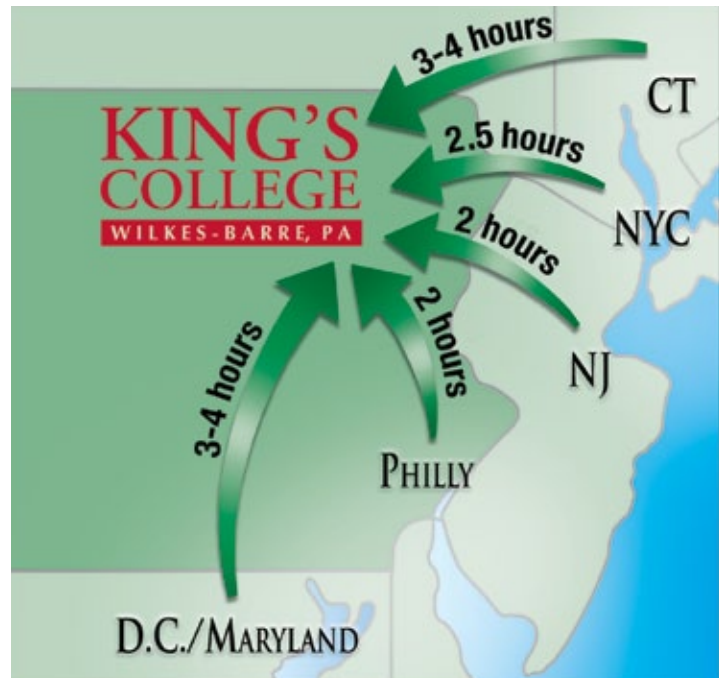 3-4 hours
CT
KING'S
COLLEGE
WILKES-BARRE, PA
2.5 hours
NYC
2 hours
NJ
2 hours
PHILLY
3-4 hours
D.C./MARYLAND